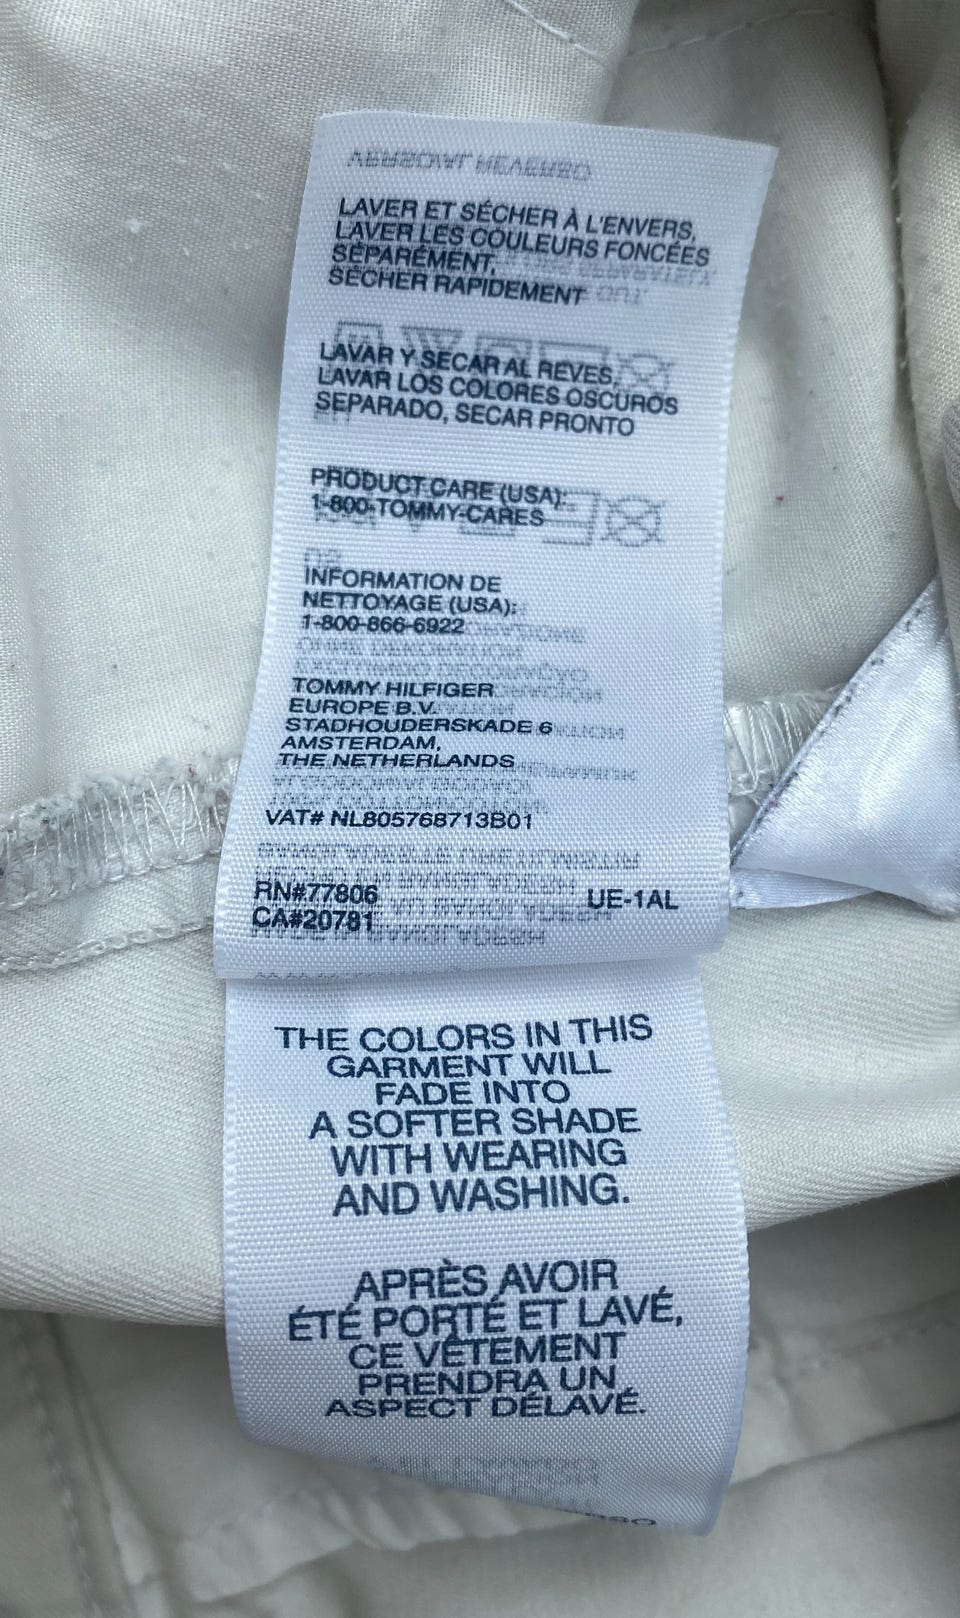 LAVER ET SÉCHER À L'ENVERS,
LAVER LES COULEURS FONCÉES
SÉPARÉMENT,
SÉCHER RAPIDEMENT
LAVAR Y SECAR AL REVES,
LAVAR LOS COLORES OSCUROS
SEPARADO, SECAR PRONTO
PRODUCT CARE (USA):
1-800-TOMMY-CARES
INFORMATION DE
NETTOYAGE (USA):
1-800-866-6922
TOMMY HILFIGER
EUROPE B.V.
STADHOUDERSKADE 6
AMSTERDAM,
THE NETHERLANDS
VAT# NL805768713B01
RN#77806 UE-1AL
CA#20781
THE COLORS IN THIS
GARMENT WILL
FADE INTO
A SOFTER SHADE
WITH WEARING
AND WASHING.
APRÈS AVOIR
ÉTÉ PORTÉ ET LAVÉ,
CE VÊTEMENT
PRENDRA UN
ASPECT DÉLAVÉ.